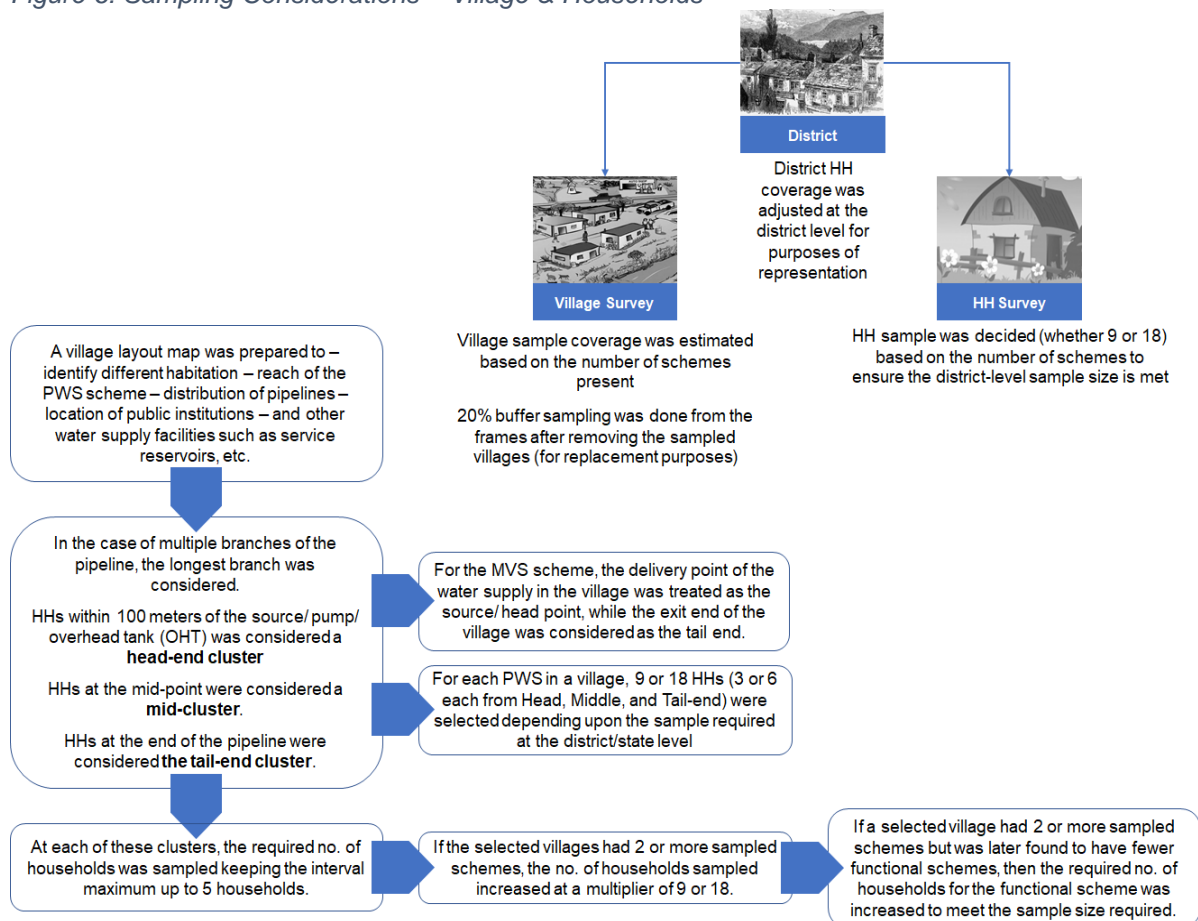 District
District HH
coverage was
adjusted at the
district level for
purposes of
representation
Village Survey
Village sample coverage was estimated
based on the number of schemes
present
20% buffer sampling was done from the
frames after removing the sampled
villages (for replacement purposes)
HH Survey
HH sample was decided (whether 9 or 18)
based on the number of schemes to
ensure the district-level sample size is met
A village layout map was prepared to –
identify different habitation – reach of the
PWS scheme – distribution of pipelines –
location of public institutions – and other
water supply facilities such as service
reservoirs, etc.
In the case of multiple branches of the
pipeline, the longest branch was
considered.
HHs within 100 meters of the source/ pump/
overhead tank (OHT) was considered a
head-end cluster
HHs at the mid-point were considered a
mid-cluster.
HHs at the end of the pipeline were
considered the tail-end cluster.
For the MVS scheme, the delivery point of the
water supply in the village was treated as the
source/ head point, while the exit end of the
village was considered as the tail end.
For each PWS in a village, 9 or 18 HHs (3 or 6
each from Head, Middle, and Tail-end) were
selected depending upon the sample required
at the district/state level
At each of these clusters, the required no. of
households was sampled keeping the interval
maximum up to 5 households.
If the selected villages had 2 or more sampled
schemes, the no. of households sampled
increased at a multiplier of 9 or 18.
If a selected village had 2 or more sampled
schemes but was later found to have fewer
functional schemes, then the required no. of
households for the functional scheme was
increased to meet the sample size required.